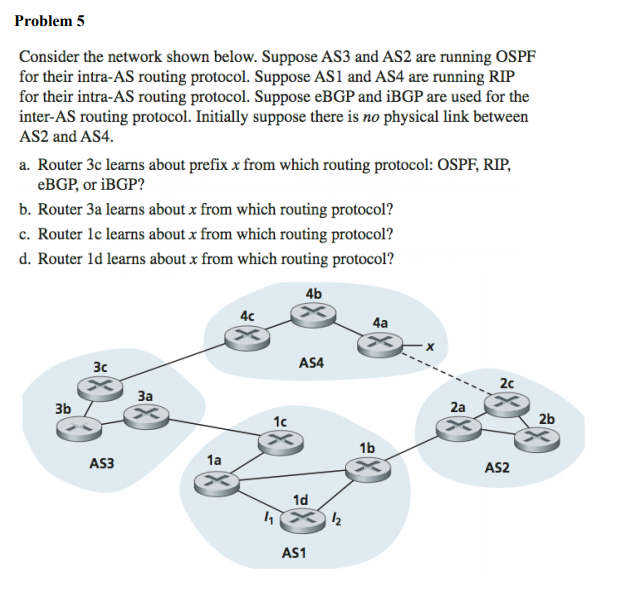 Problem 5
Consider the network shown below. Suppose AS3 and AS2 are running OSPF
for their intra-AS routing protocol. Suppose AS1 and AS4 are running RIP
for their intra-AS routing protocol. Suppose eBGP and iBGP are used for the
inter-AS routing protocol. Initially suppose there is no physical link between
AS2 and AS4.
a. Router 3c learns about prefix x from which routing protocol: OSPF, RIP,
eBGP, or iBGP?
b. Router 3a learns about x from which routing protocol?
c. Router 1c learns about x from which routing protocol?
d. Router 1d learns about x from which routing protocol?
4b
4c
4a
x
AS4
3c
2c
3a
3b
2a
2b
1c
1b
AS3
1a
AS2
1d
I1
I2
AS1